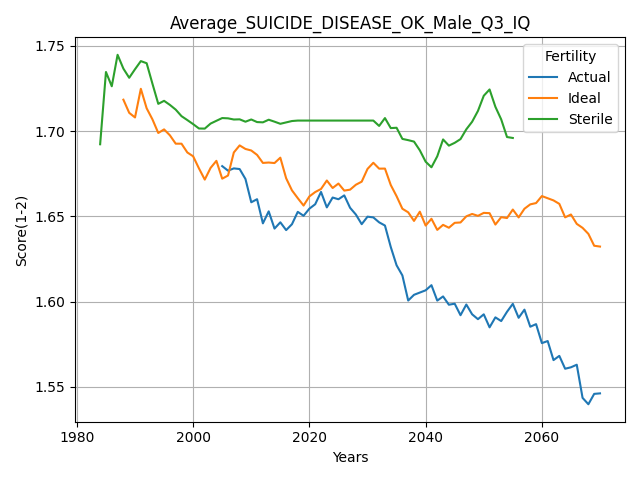 Average_SUICIDE_DISEASE_OK_Male_Q3_IQ
Score(1-2)
1.75
1.70
1.65
1.60
1.55
Fertility
Actual
Ideal
Sterile
1980
2000
2020
2040
2060
Years